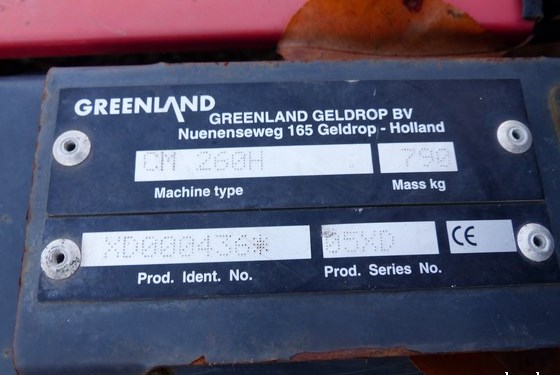 GREENLAND
GREENLAND GELDROP BV
Nuenenseweg 165 Geldrop - Holland
CM 260H 790
Machine type Mass kg
XD000436* 05XD CE
Prod. Ident. No. Prod. Series No.